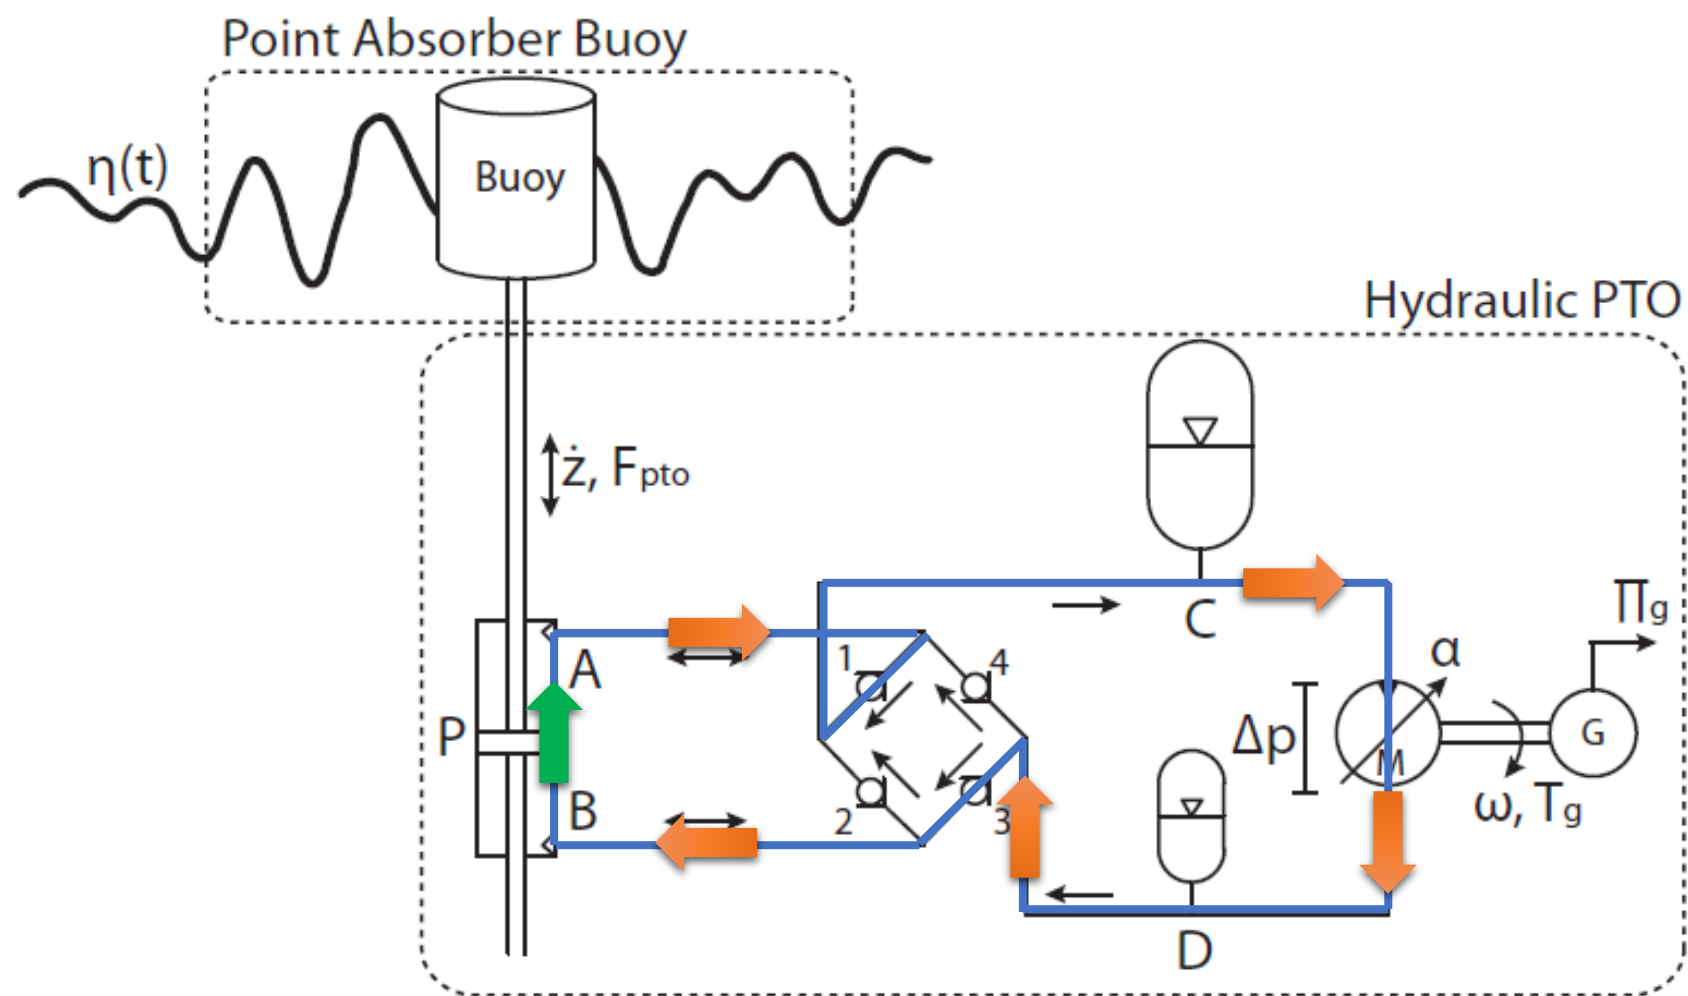 Point Absorber Buoy
η(t)
Buoy
Hydraulic PTO
ż, Fpto
C
Πg
A
1
4
α
P
Δp
M
G
B
2
3
ω, Tg
D